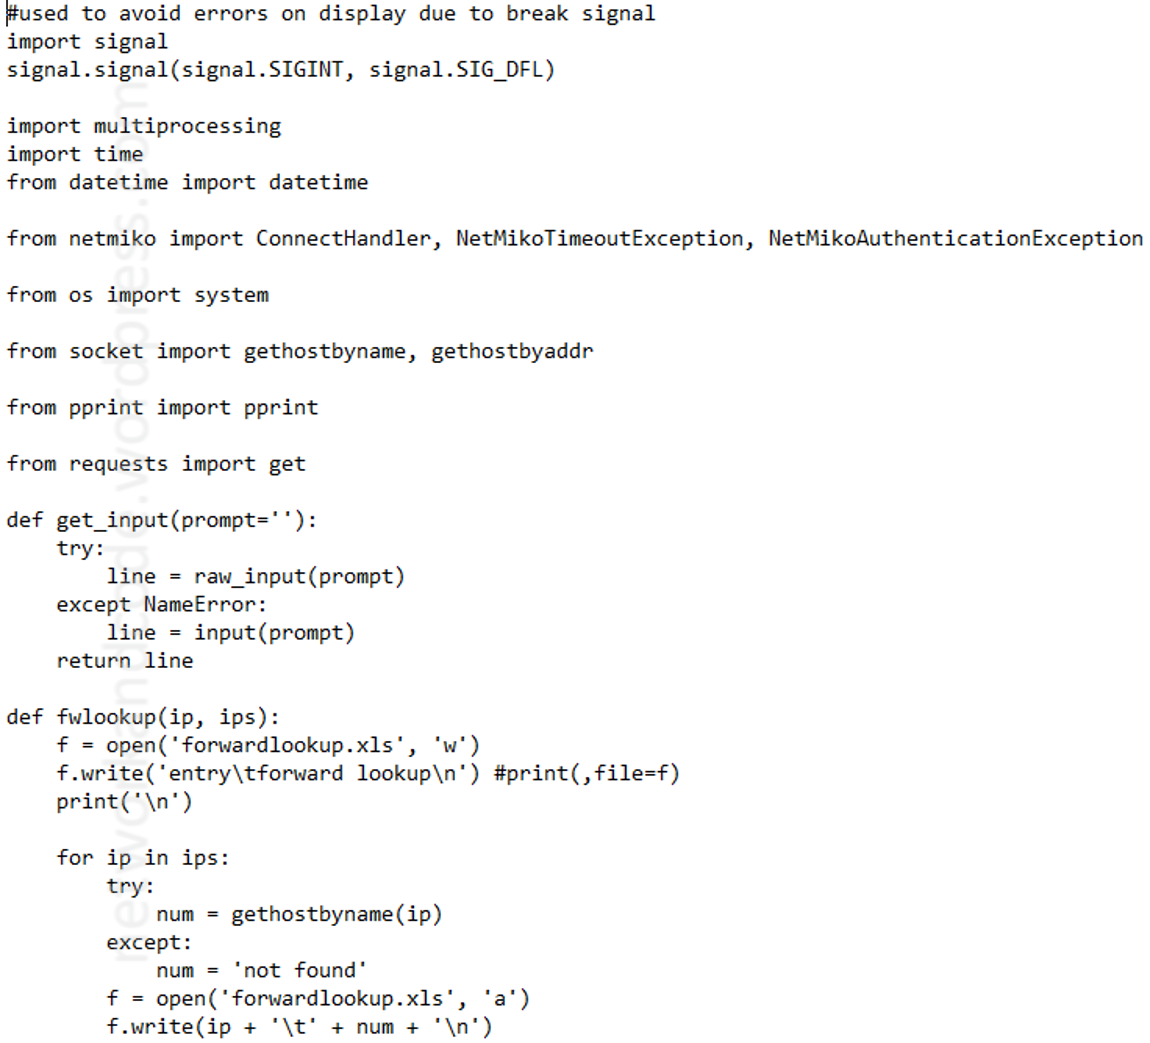 #used to avoid errors on display due to break signal
import signal
signal.signal(signal.SIGINT, signal.SIG_DFL)
import multiprocessing
import time
from datetime import datetime
from netmiko import ConnectHandler, NetMikoTimeoutException, NetMikoAuthenticationException
from os import system
from socket import gethostbyname, gethostbyaddr
from pprint import pprint
from requests import get
def get_input(prompt=''):
    try:
        line = raw_input(prompt)
    except NameError:
        line = input(prompt)
    return line
def fwlookup(ip, ips):
    f = open('forwardlookup.xls', 'w')
    f.write('entry\tforward lookup\n') #print(,file=f)
    print('\n')
    for ip in ips:
        try:
            num = gethostbyname(ip)
        except:
            num = 'not found'
        f = open('forwardlookup.xls', 'a')
        f.write(ip + '\t' + num + '\n')
networkandcode.wordpress.com